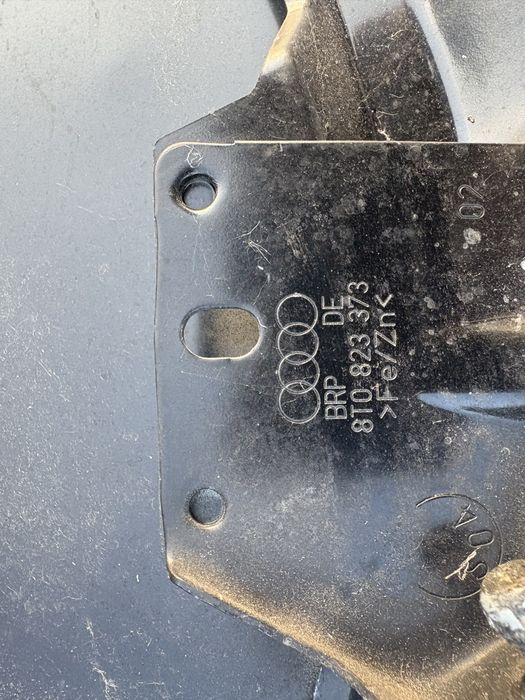 BRP DE
8T0 823 373
>Fe/Zn<
02